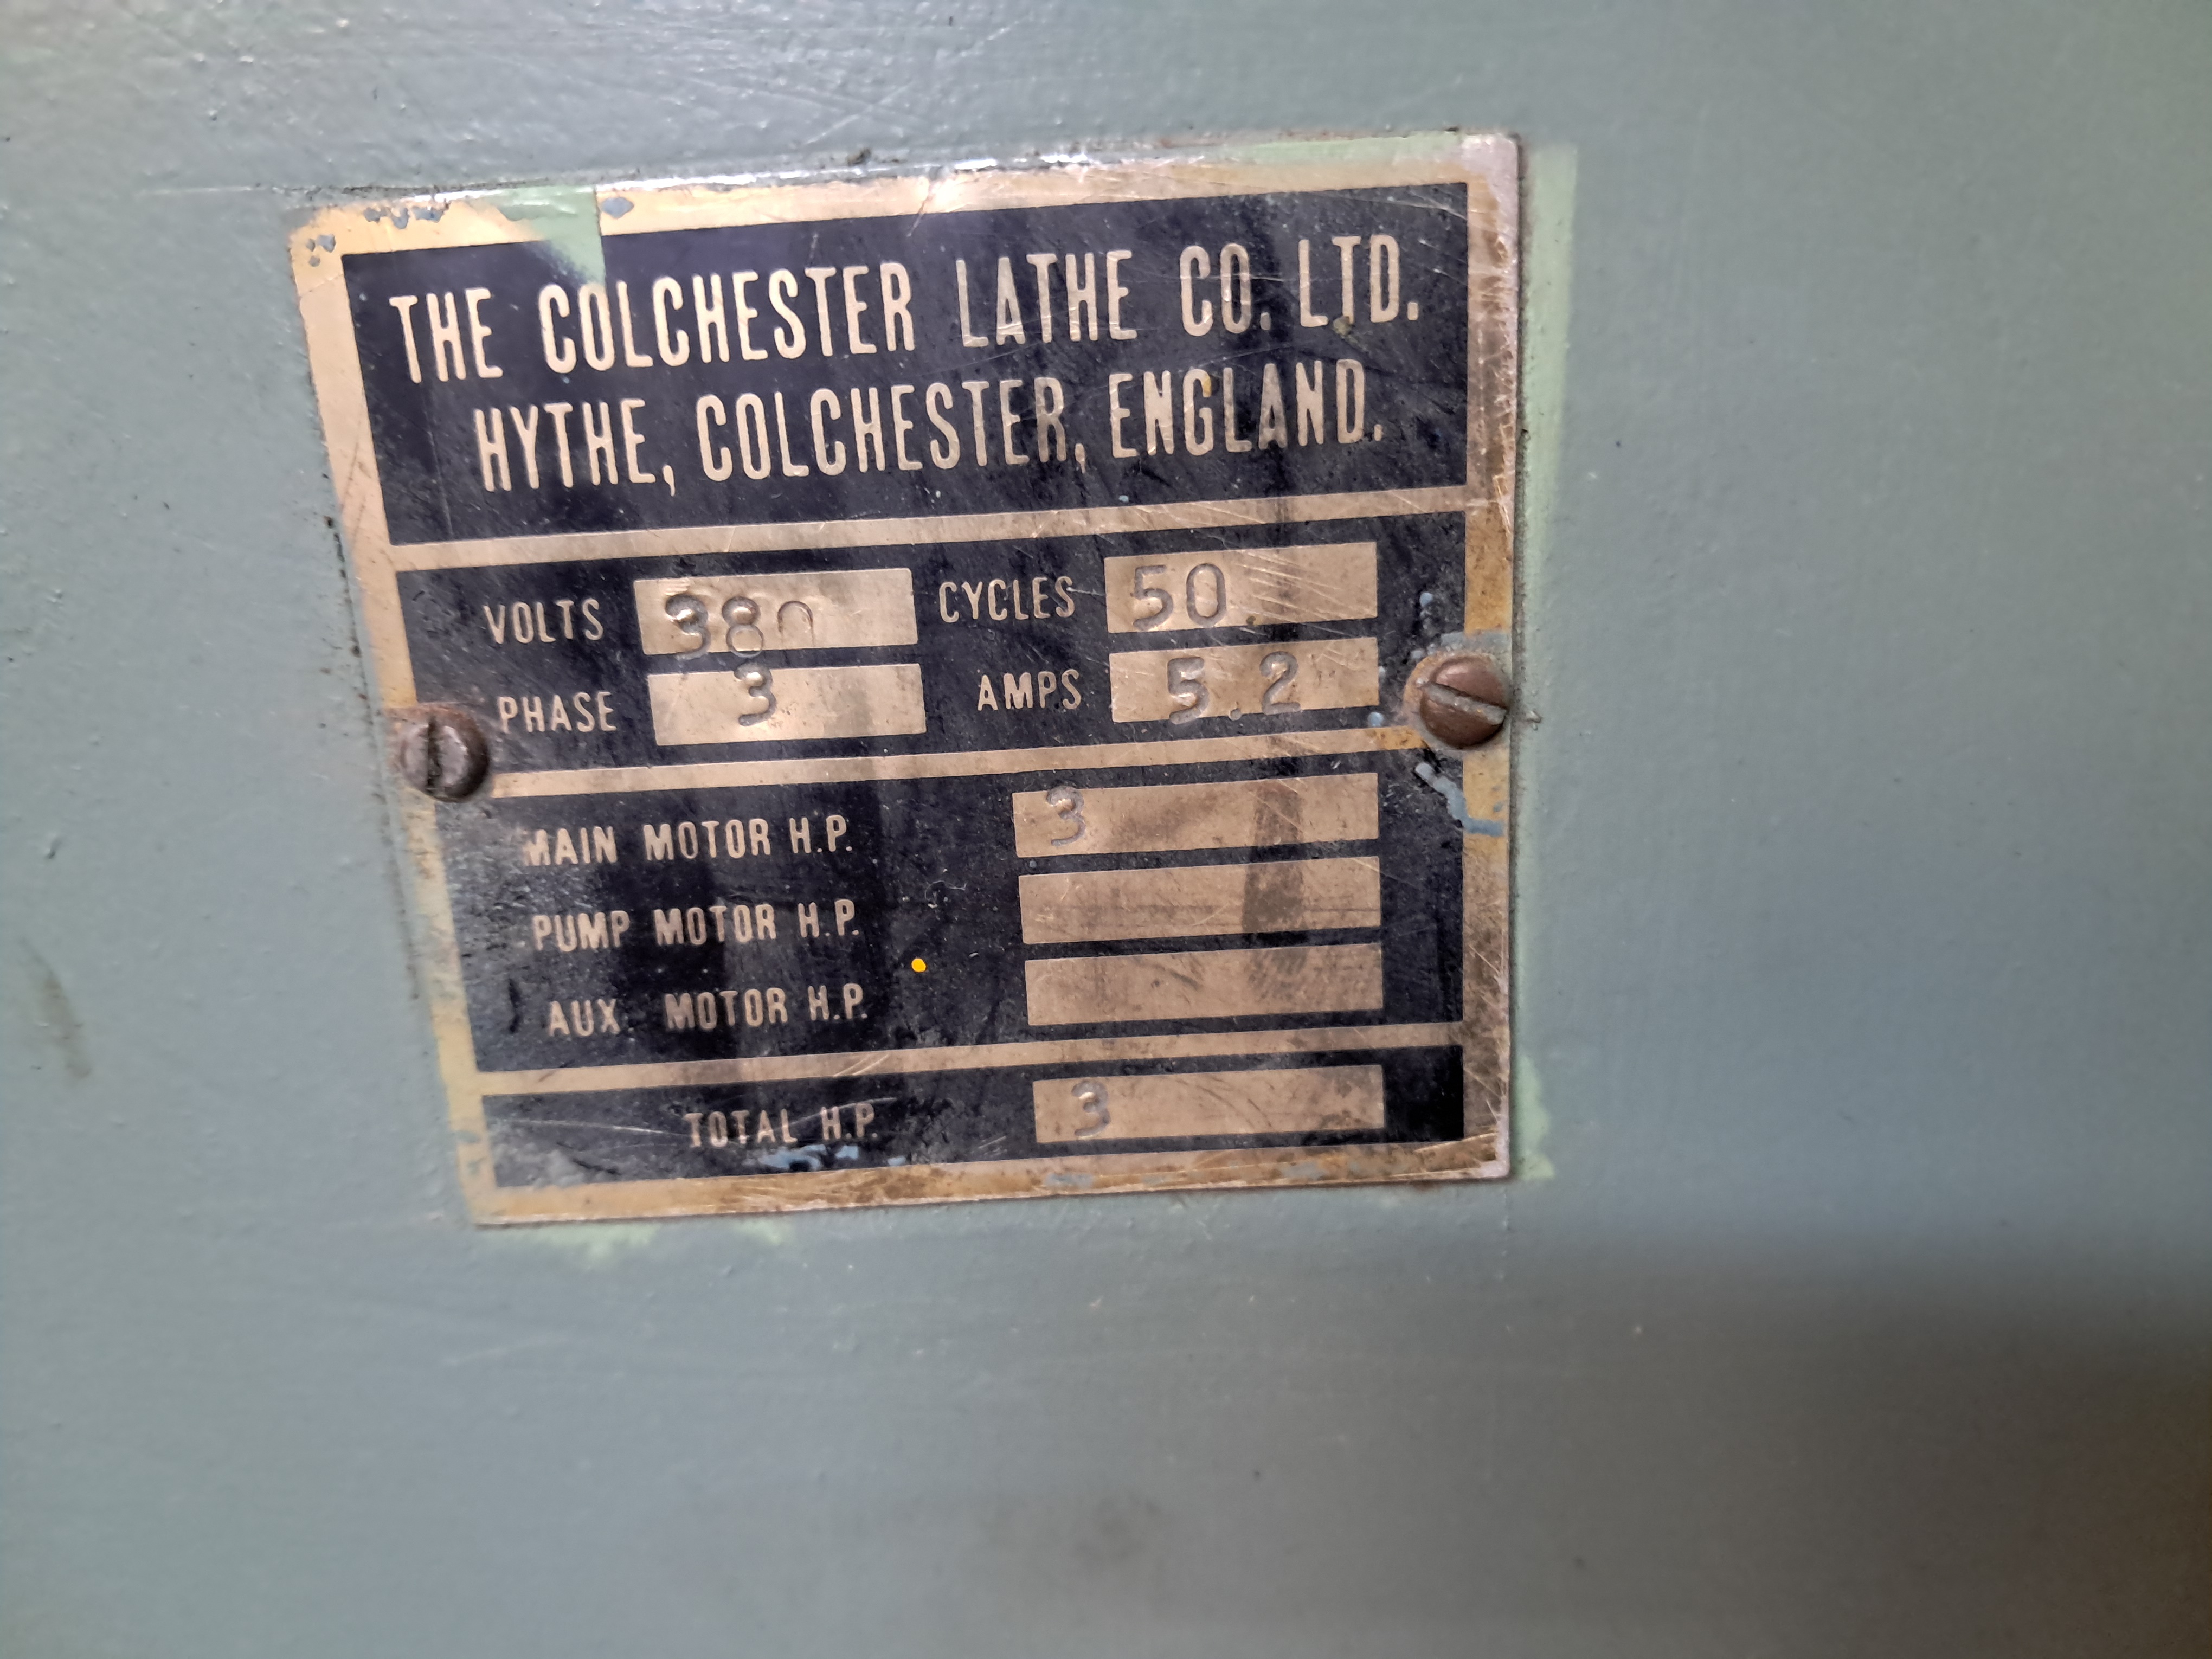 THE COLCHESTER LATHE CO. LTD.
HYTHE, COLCHESTER, ENGLAND.
VOLTS 380 CYCLES 50
PHASE 3 AMPS 5.2
MAIN MOTOR H.P. 3
PUMP MOTOR H.P.
AUX. MOTOR H.P.
TOTAL H.P. 3